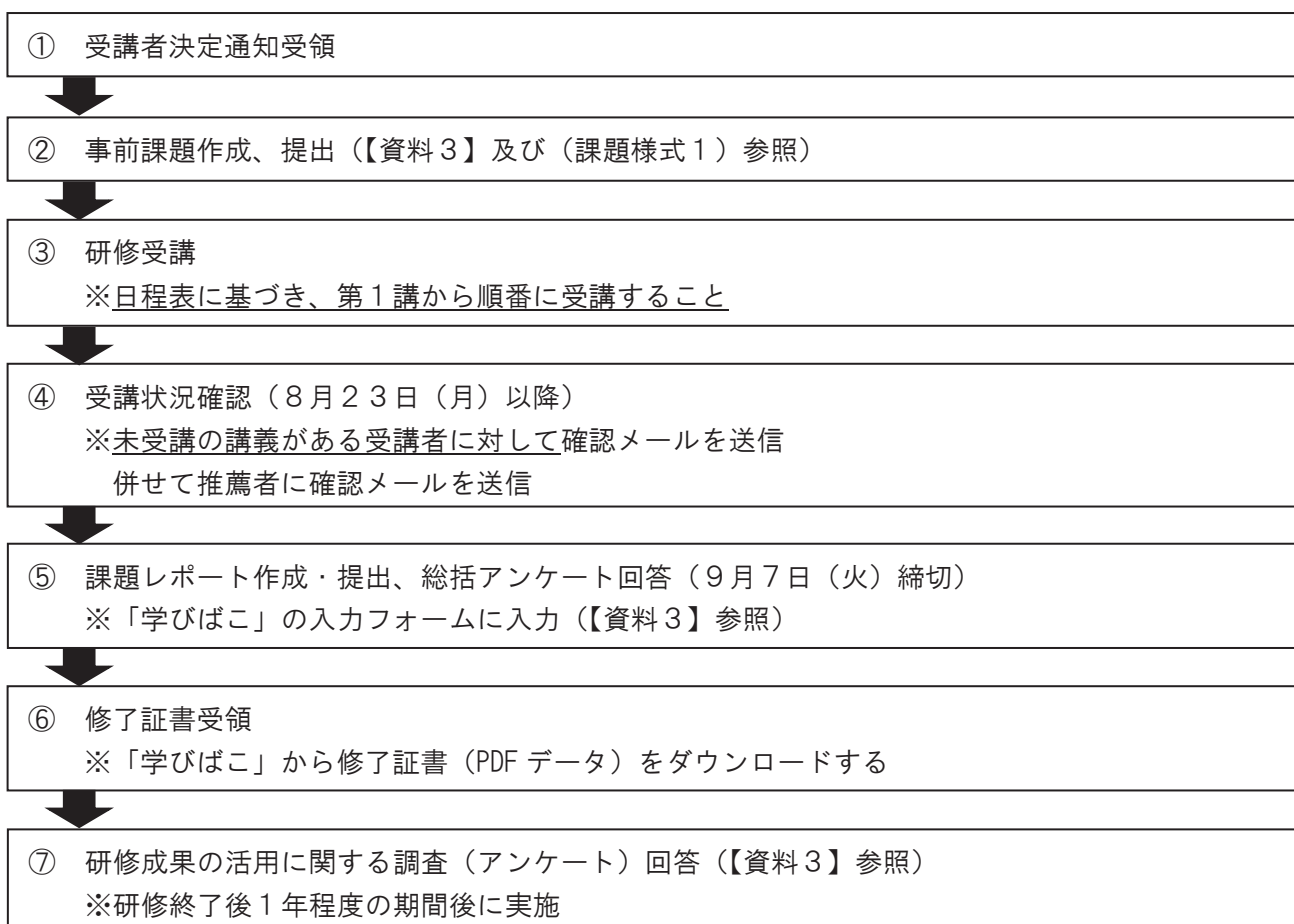 ① 受講者決定通知受領
② 事前課題作成、提出（【資料３】及び（課題様式１）参照）
③ 研修受講
※日程表に基づき、第１講から順番に受講すること
④ 受講状況確認（８月２３日（月）以降）
※未受講の講義がある受講者に対して確認メールを送信
併せて推薦者に確認メールを送信
⑤ 課題レポート作成・提出、総括アンケート回答（９月７日（火）締切）
※「学びばこ」の入力フォームに入力（【資料３】参照）
⑥ 修了証書受領
※「学びばこ」から修了証書（PDF データ）をダウンロードする
⑦ 研修成果の活用に関する調査（アンケート）回答（【資料３】参照）
※研修終了後１年程度の期間後に実施